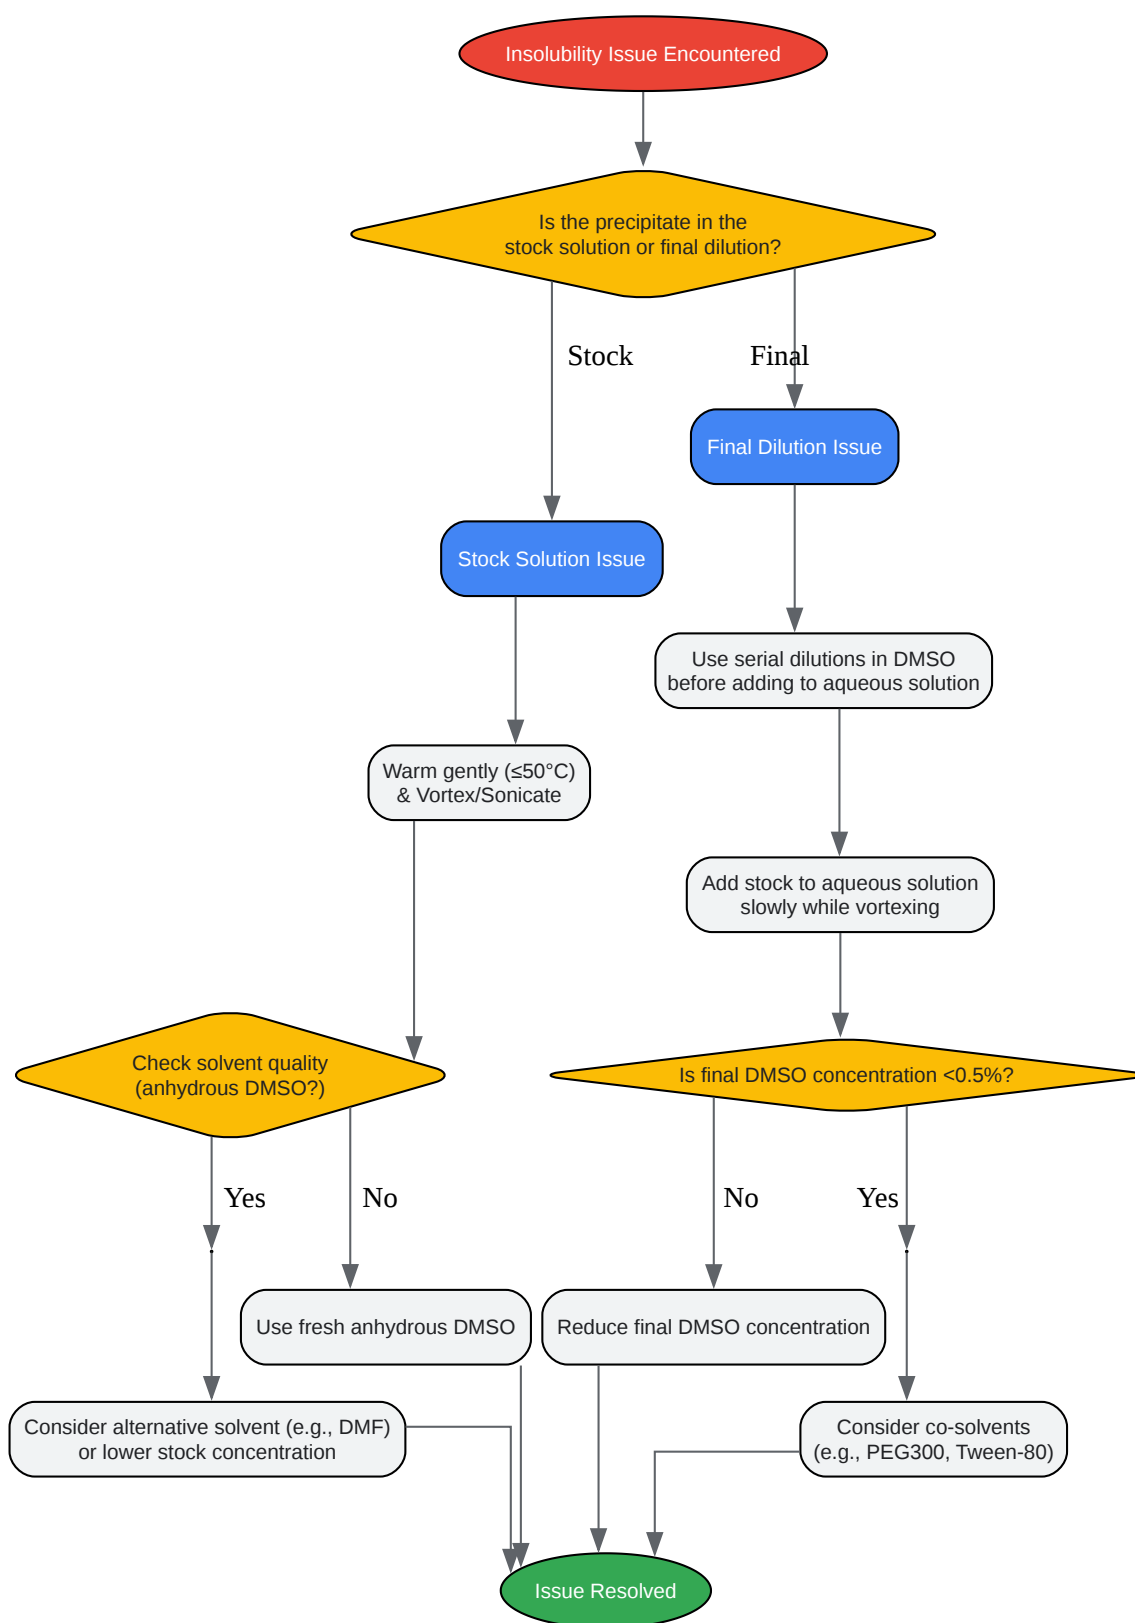 Insolubility Issue Encountered
Is the precipitate in the
stock solution or final dilution?
Stock
Final
Final Dilution Issue
Stock Solution Issue
Use serial dilutions in DMSO
before adding to aqueous solution
Warm gently (≤50°C)
& Vortex/Sonicate
Add stock to aqueous solution
slowly while vortexing
Check solvent quality
(anhydrous DMSO?)
Is final DMSO concentration <0.5%?
Yes
No
No
Yes
Use fresh anhydrous DMSO
Reduce final DMSO concentration
Consider alternative solvent (e.g., DMF)
or lower stock concentration
Consider co-solvents
(e.g., PEG300, Tween-80)
Issue Resolved